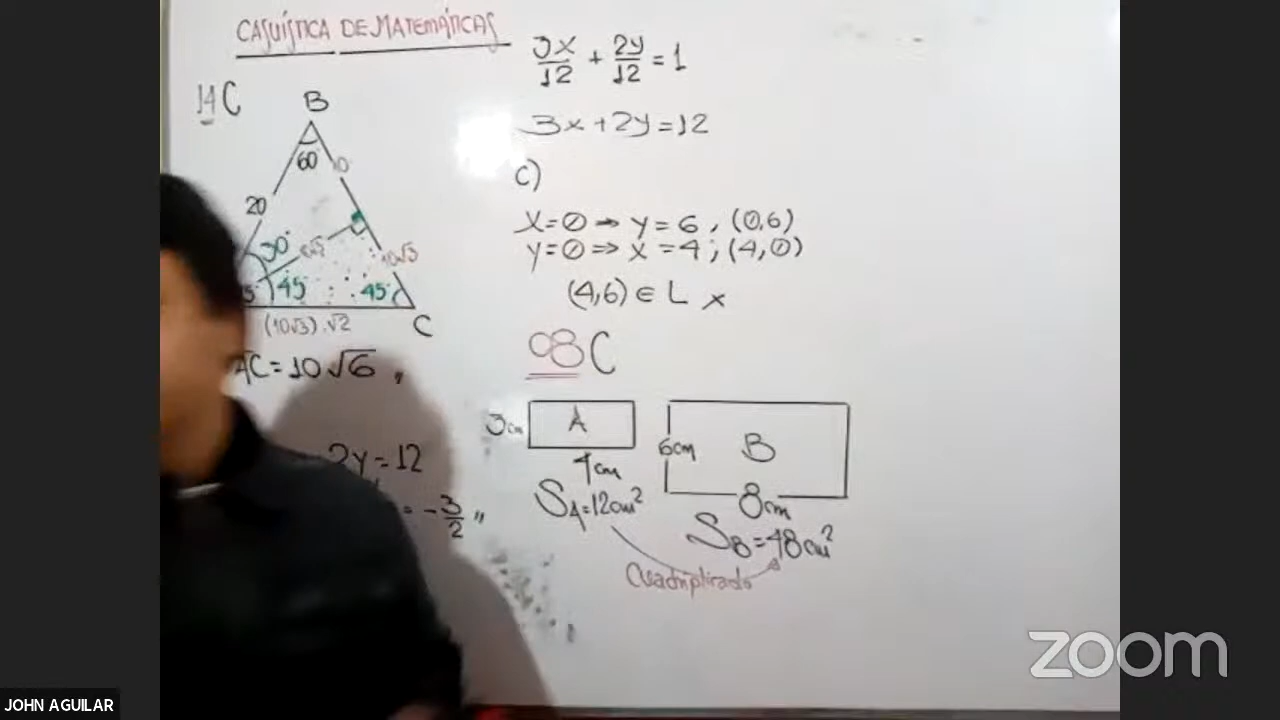 CASUÍSTICA DE MATEMÁTICAS
14 C
B
60
10
20
30°
45
45
10√3
(10√3).√2
C
AC = 10√6
2y = 12
= -3/2
3x/12 + 2y/12 = 1
3x + 2y = 12
c)
x=0 → y = 6 , (0,6)
y=0 ⇒ x = 4 ; (4,0)
(4,6) ∈ L ×
08 C
3cm
A
4cm
S_A = 12cm²
6cm
B
8cm
S_B = 48cm²
Cuadriplicado
zoom
JOHN AGUILAR